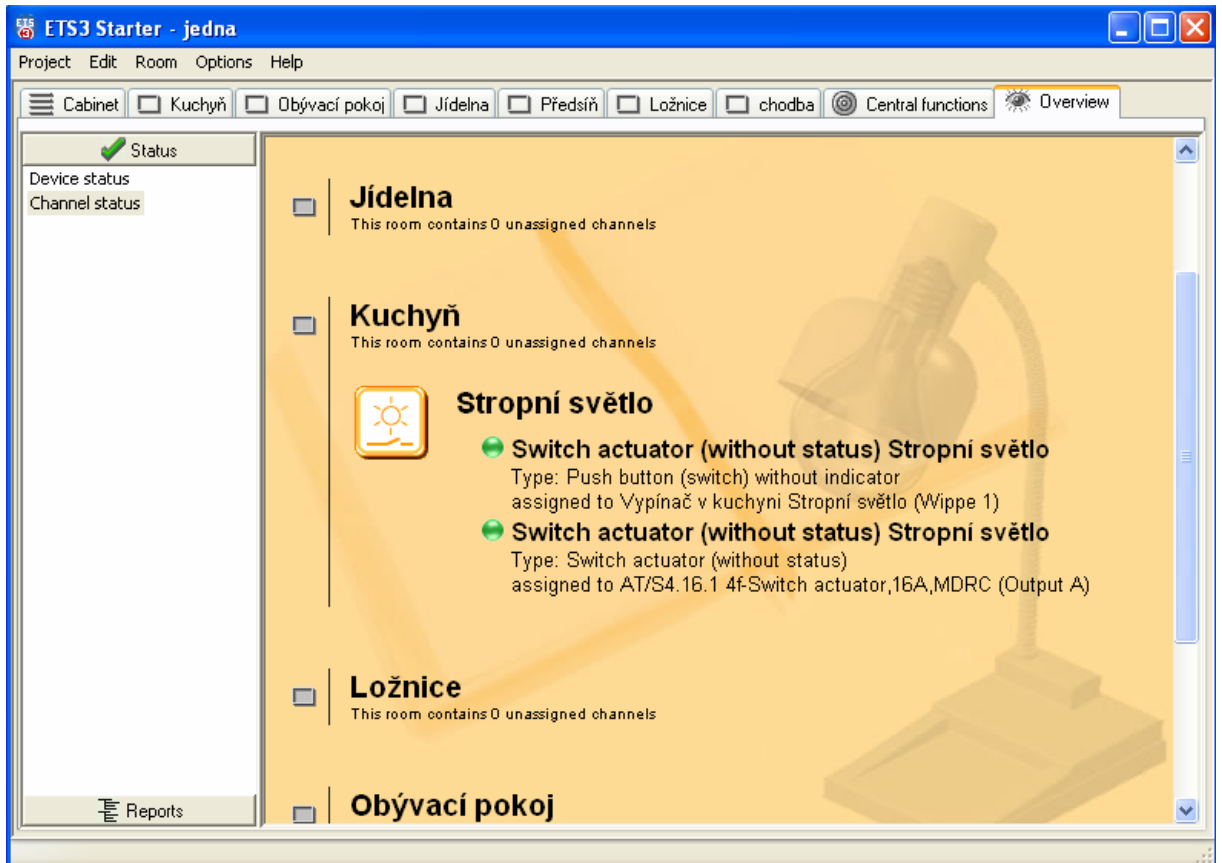 ETS3 Starter - jedna
Project Edit Room Options Help
Cabinet Kuchyň Obývací pokoj Jídelna Předsíň Ložnice chodba Central functions Overview
Status
Device status
Channel status
Jídelna
This room contains 0 unassigned channels
Kuchyň
This room contains 0 unassigned channels
Stropní světlo
Switch actuator (without status) Stropní světlo
Type: Push button (switch) without indicator
assigned to Vypínač v kuchyni Stropní světlo (Wippe 1)
Switch actuator (without status) Stropní světlo
Type: Switch actuator (without status)
assigned to AT/S4.16.1 4f-Switch actuator,16A,MDRC (Output A)
Ložnice
This room contains 0 unassigned channels
Obývací pokoj
Reports